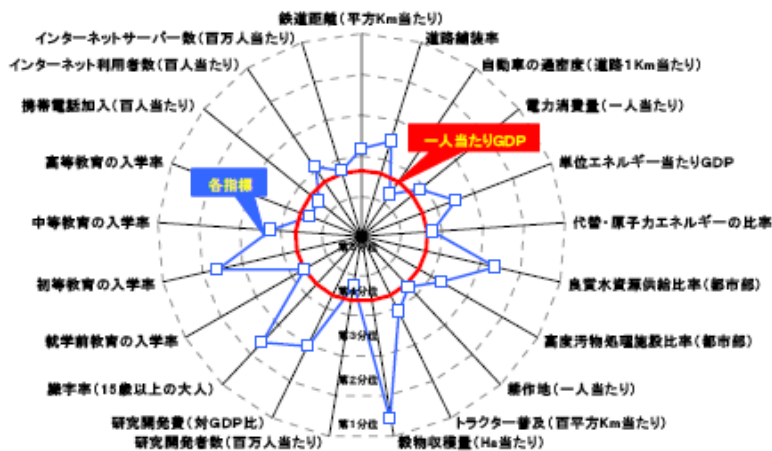 鉄道距離(平方Km当たり)
インターネットサーバー数(百万人当たり)
道路舗装率
インターネット利用者数(百人当たり)
自動車の過密度(道路1Km当たり)
携帯電話加入(百人当たり)
電力消費量(一人当たり)
一人当たりGDP
高等教育の入学率
単位エネルギー当たりGDP
各指標
中等教育の入学率
代替・原子力エネルギーの比率
初等教育の入学率
良質水資源供給比率(都市部)
第4分位
就学前教育の入学率
第3分位
高度汚物処理施設比率(都市部)
識字率(15歳以上の大人)
第2分位
耕作地(一人当たり)
研究開発費(対GDP比)
第1分位
トラクター普及(百平方Km当たり)
研究開発者数(百万人当たり)
穀物収穫量(Ha当たり)